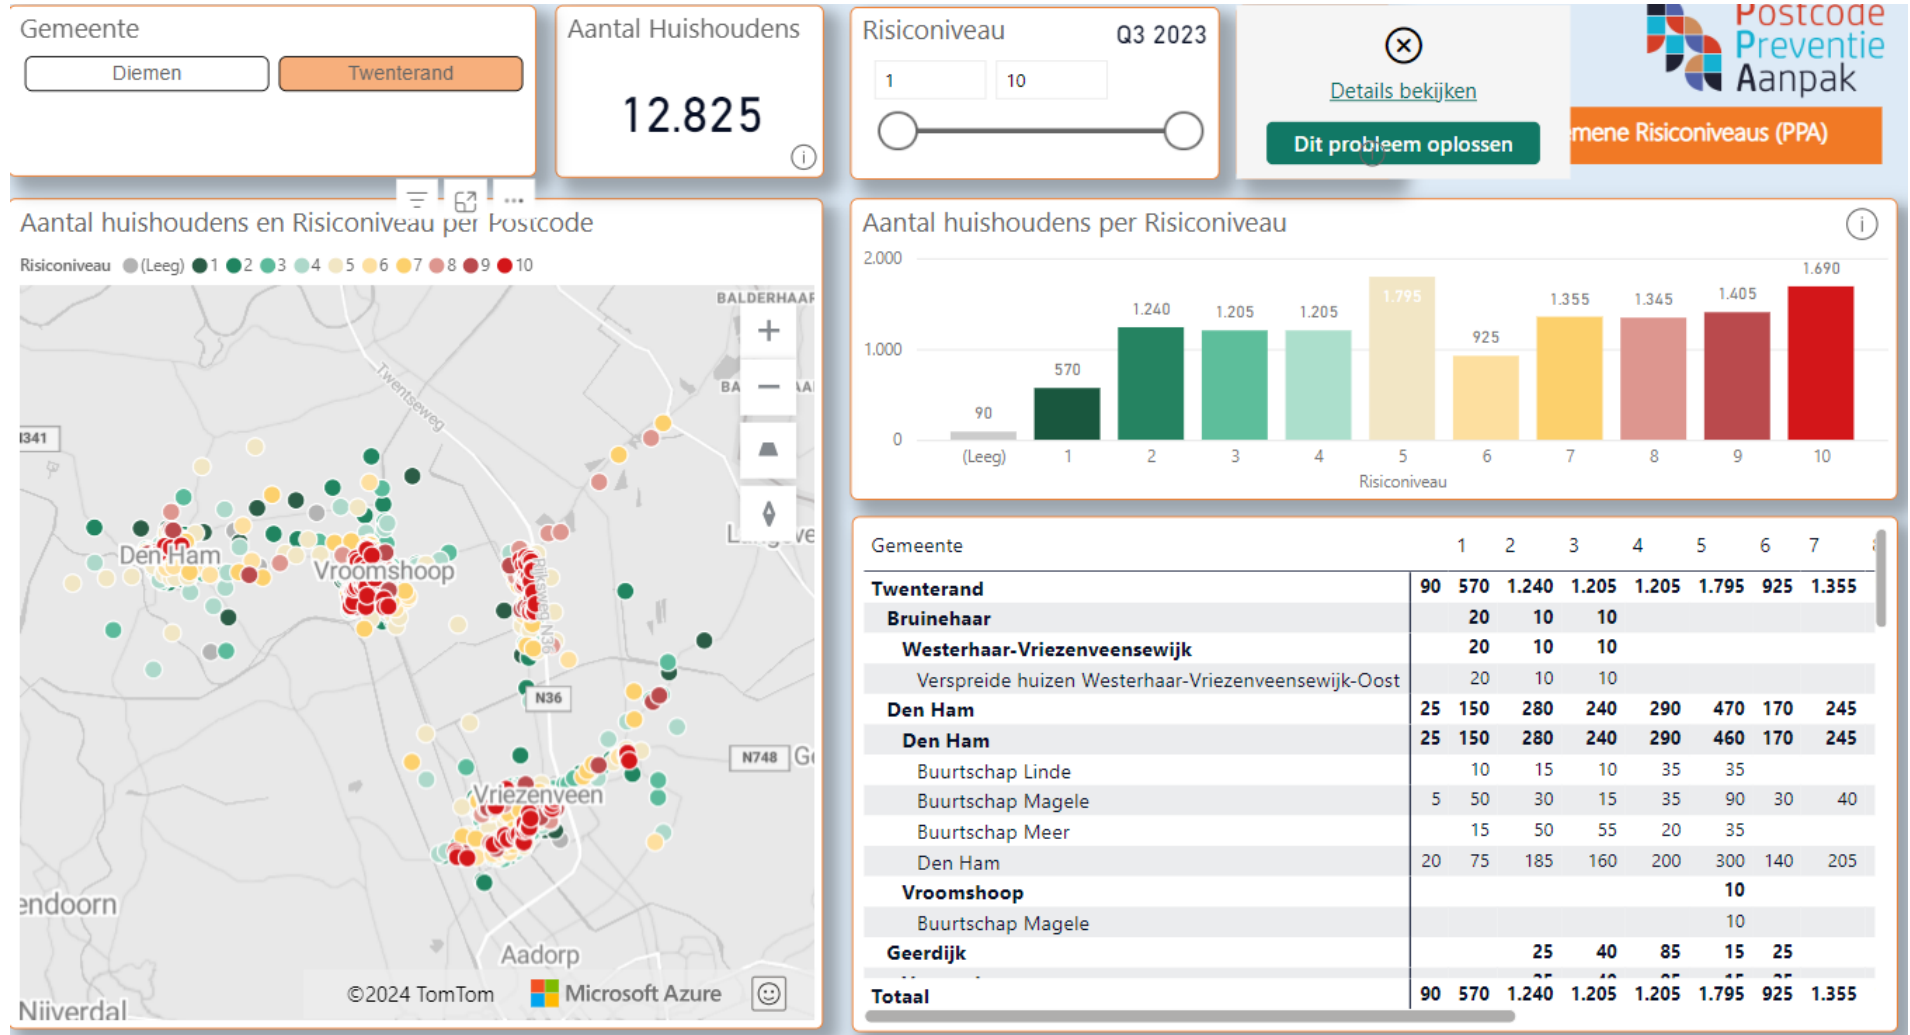 Gemeente
Diemen
Twenterand
Aantal Huishoudens
12.825
Risiconiveau
Q3 2023
1
10
Details bekijken
Dit probleem oplossen
Postcode
Preventie
Aanpak
mene Risiconiveaus (PPA)
Aantal huishoudens en Risiconiveau per Postcode
Risiconiveau (Leeg) 1 2 3 4 5 6 7 8 9 10
BALDERHAAR
Twentseweg
N341
Den Ham
Vroomshoop
Rijksweg N36
N36
N748
Vriezenveen
endoorn
Aadorp
Nijverdal
©2024 TomTom
Microsoft Azure
Aantal huishoudens per Risiconiveau
2.000
1.000
0
90
570
1.240
1.205
1.205
1.795
925
1.355
1.345
1.405
1.690
(Leeg) 1 2 3 4 5 6 7 8 9 10
Risiconiveau
Gemeente 1 2 3 4 5 6 7
Twenterand 90 570 1.240 1.205 1.205 1.795 925 1.355
Bruinehaar 20 10 10
Westerhaar-Vriezenveensewijk 20 10 10
Verspreide huizen Westerhaar-Vriezenveensewijk-Oost 20 10 10
Den Ham 25 150 280 240 290 470 170 245
Den Ham 25 150 280 240 290 460 170 245
Buurtschap Linde 10 15 10 35 35
Buurtschap Magele 5 50 30 15 35 90 30 40
Buurtschap Meer 15 50 55 20 35
Den Ham 20 75 185 160 200 300 140 205
Vroomshoop 10
Buurtschap Magele 10
Geerdijk 25 40 85 15 25
Totaal 90 570 1.240 1.205 1.205 1.795 925 1.355